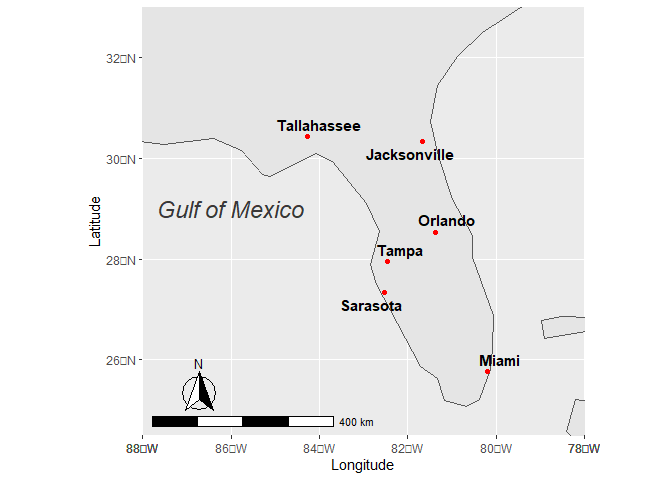 32□N
Tallahassee
30□N
Jacksonville
Gulf of Mexico
Orlando
Latitude
28□N
Tampa
Sarasota
26□N
Miami
N
400 km
88□W
86□W
84□W
82□W
80□W
78□W
Longitude